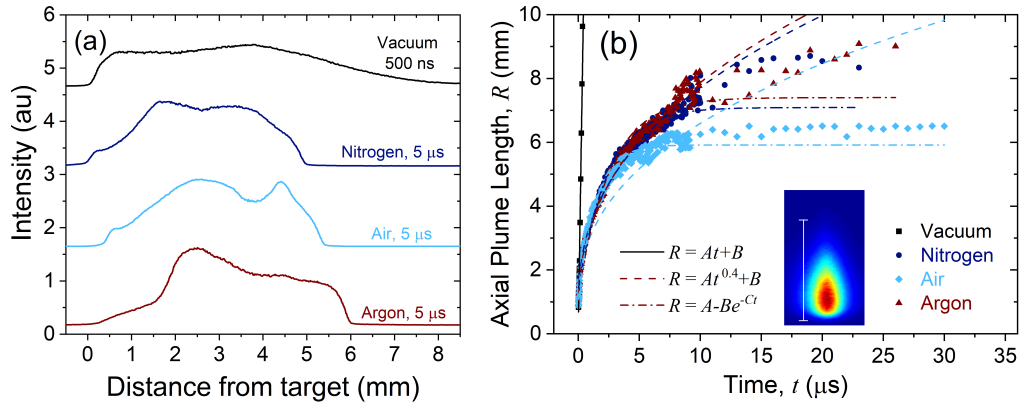 (a)
Vacuum
500 ns
Nitrogen, 5 μs
Air, 5 μs
Argon, 5 μs
Intensity (au)
6
5
4
3
2
1
0
0 1 2 3 4 5 6 7 8
Distance from target (mm)
(b)
Axial Plume Length, R (mm)
10
8
6
4
2
0
R = At+B
R = At^0.4+B
R = A-Be^-Ct
Vacuum
Nitrogen
Air
Argon
0 5 10 15 20 25 30 35
Time, t (μs)